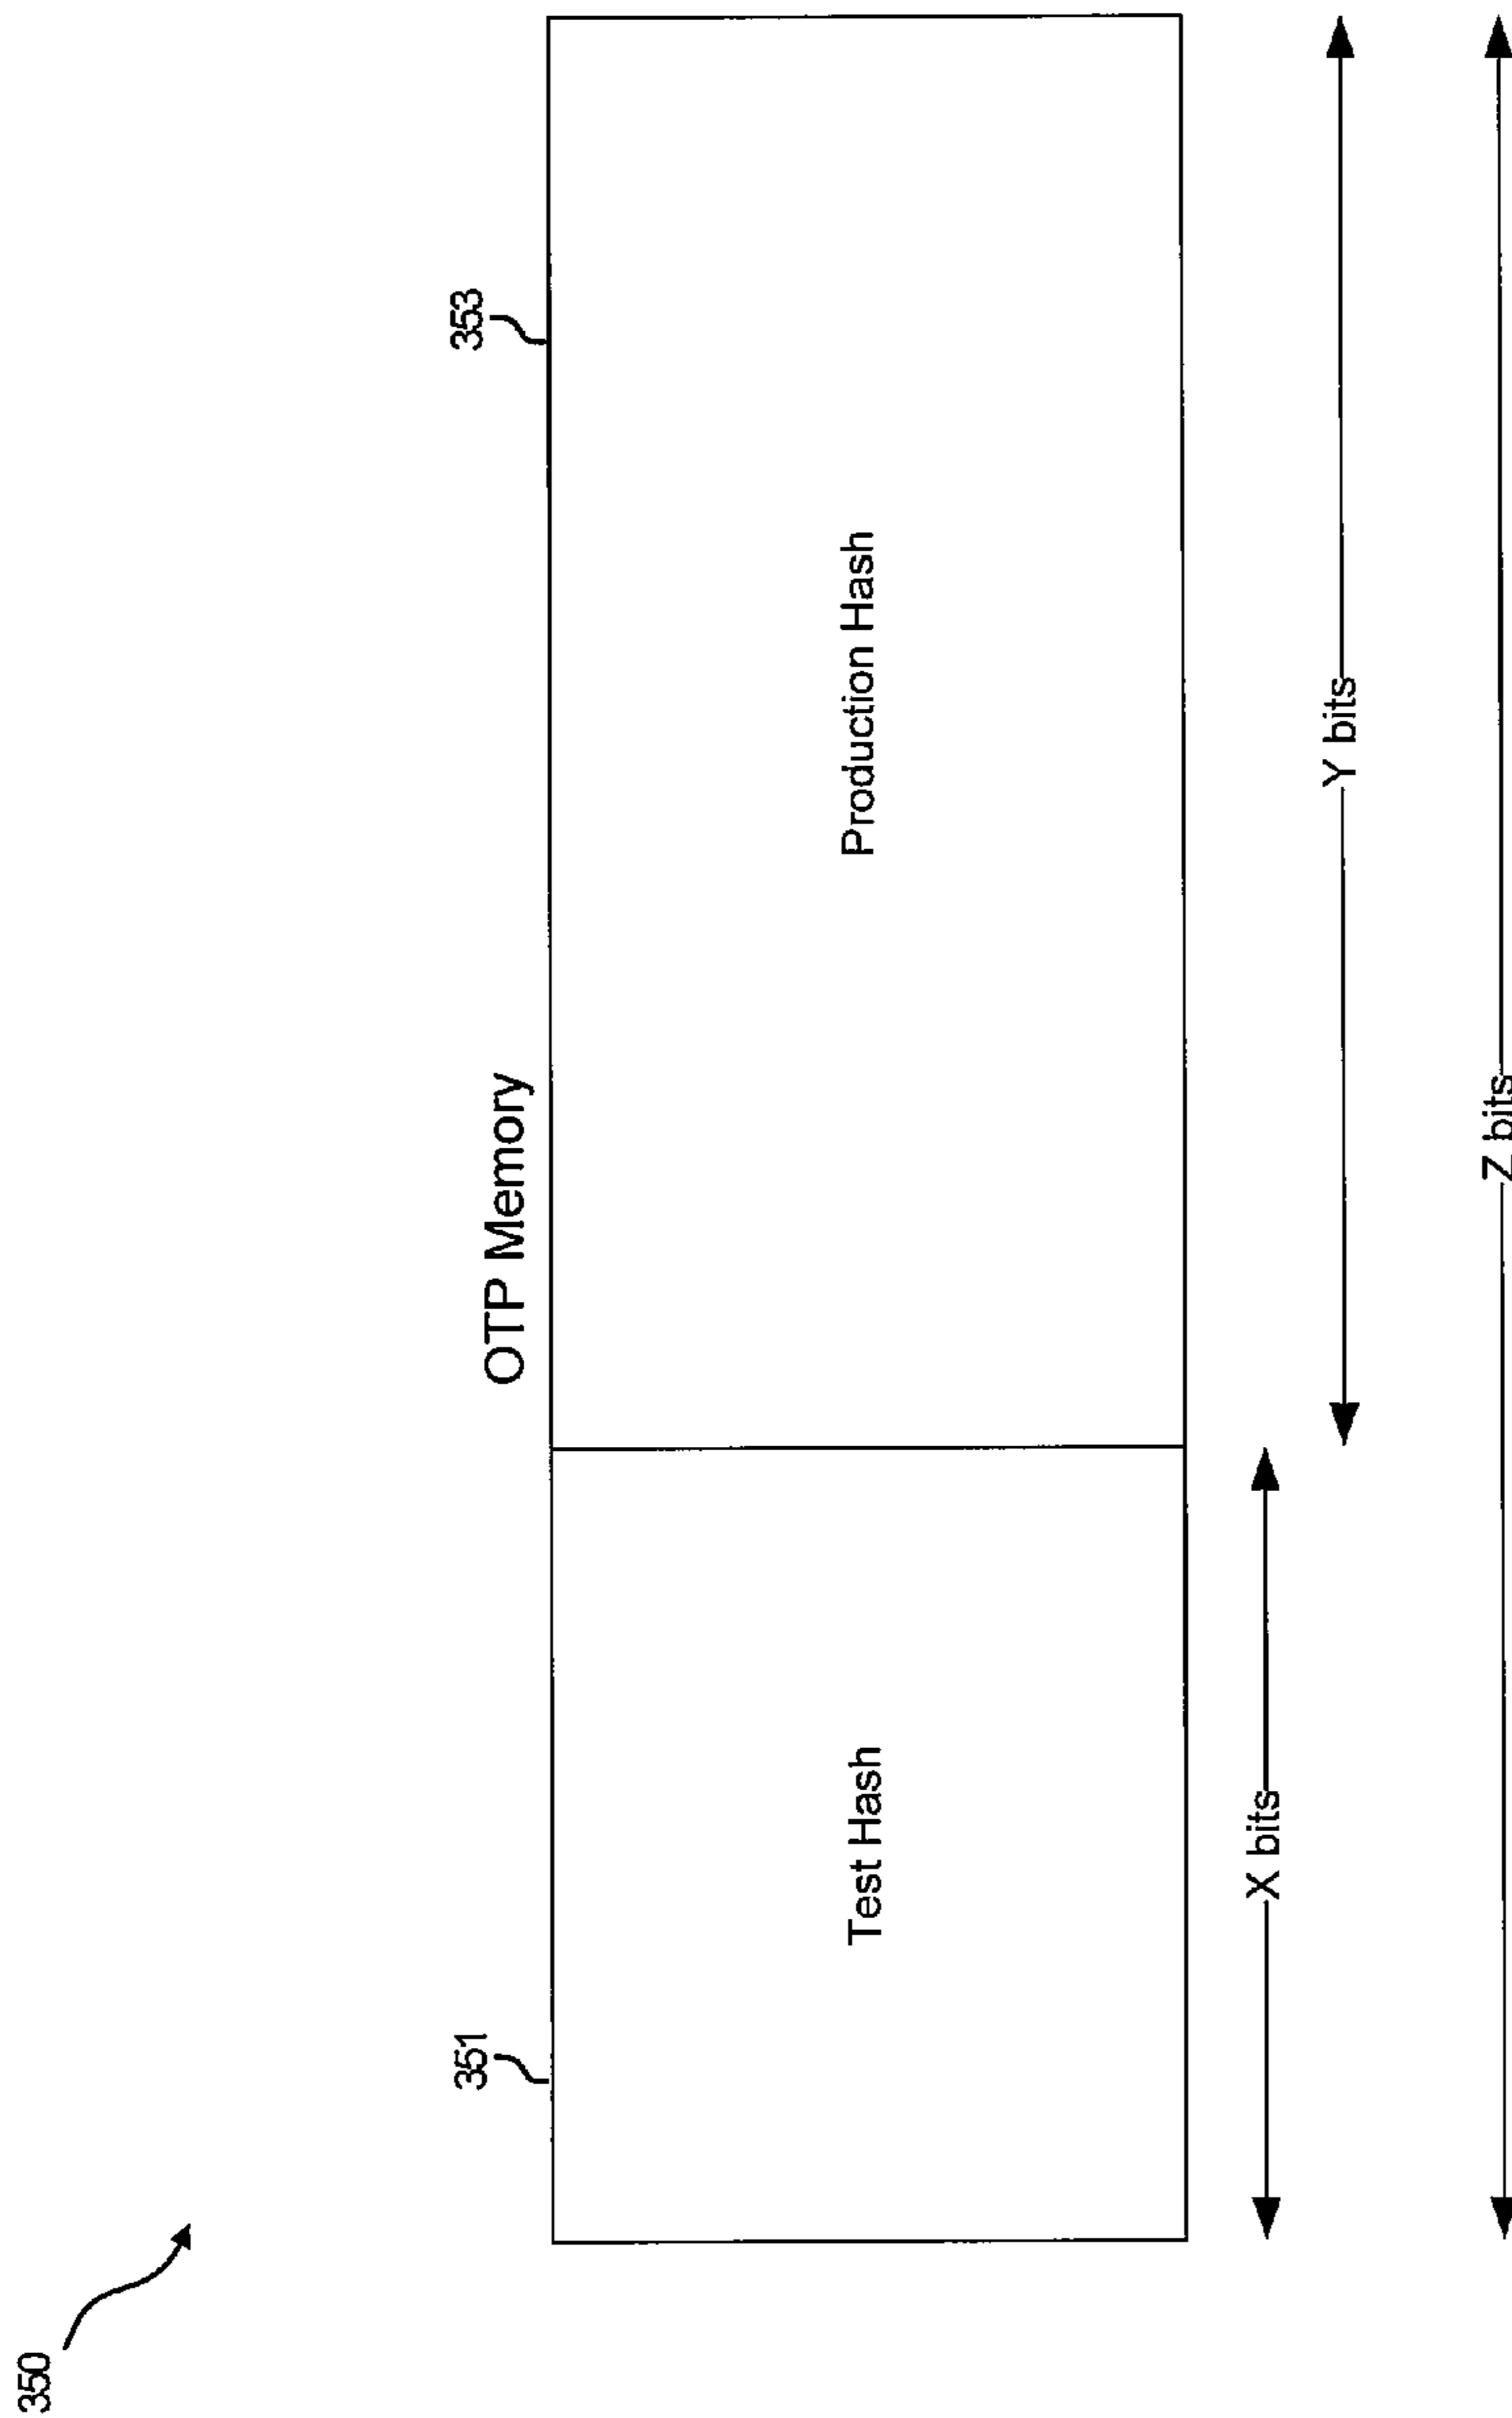 350
OTP Memory
351
353
Test Hash
Production Hash
X bits
Y bits
Z bits